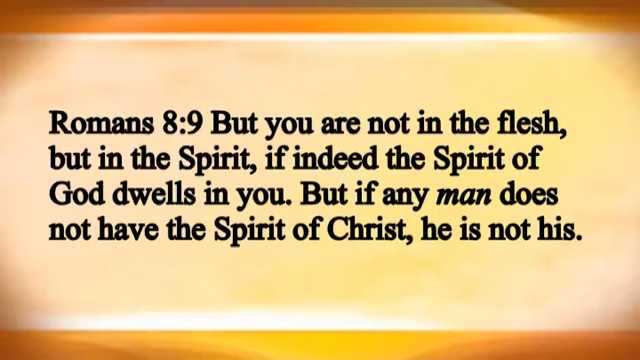 Romans 8:9 But you are not in the flesh,
but in the Spirit, if indeed the Spirit of
God dwells in you. But if any man does
not have the Spirit of Christ, he is not his.